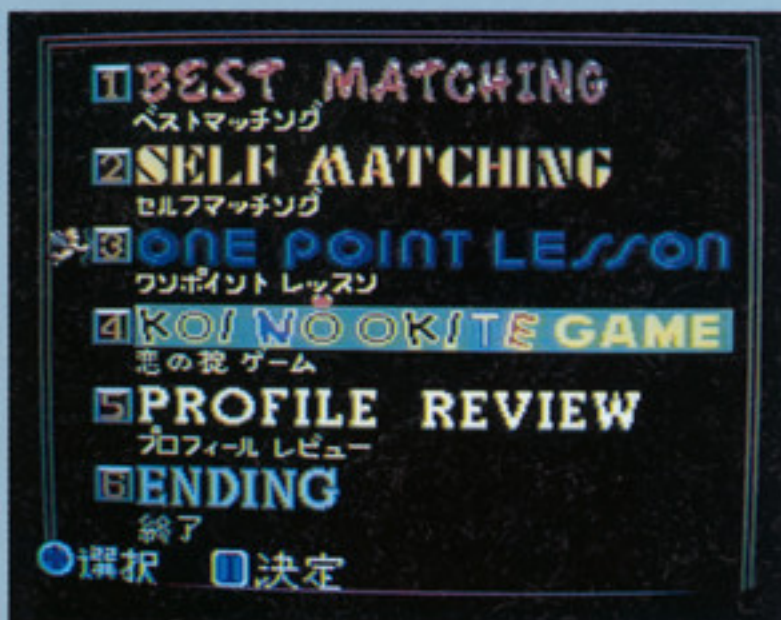 1 BEST MATCHING
ベストマッチング
2 SELF MATCHING
セルフマッチング
3 ONE POINT LESSON
ワンポイント レッスン
4 KOI NO OKITE GAME
恋の掟 ゲーム
5 PROFILE REVIEW
プロフィール レビュー
6 ENDING
終了
選択 II 決定